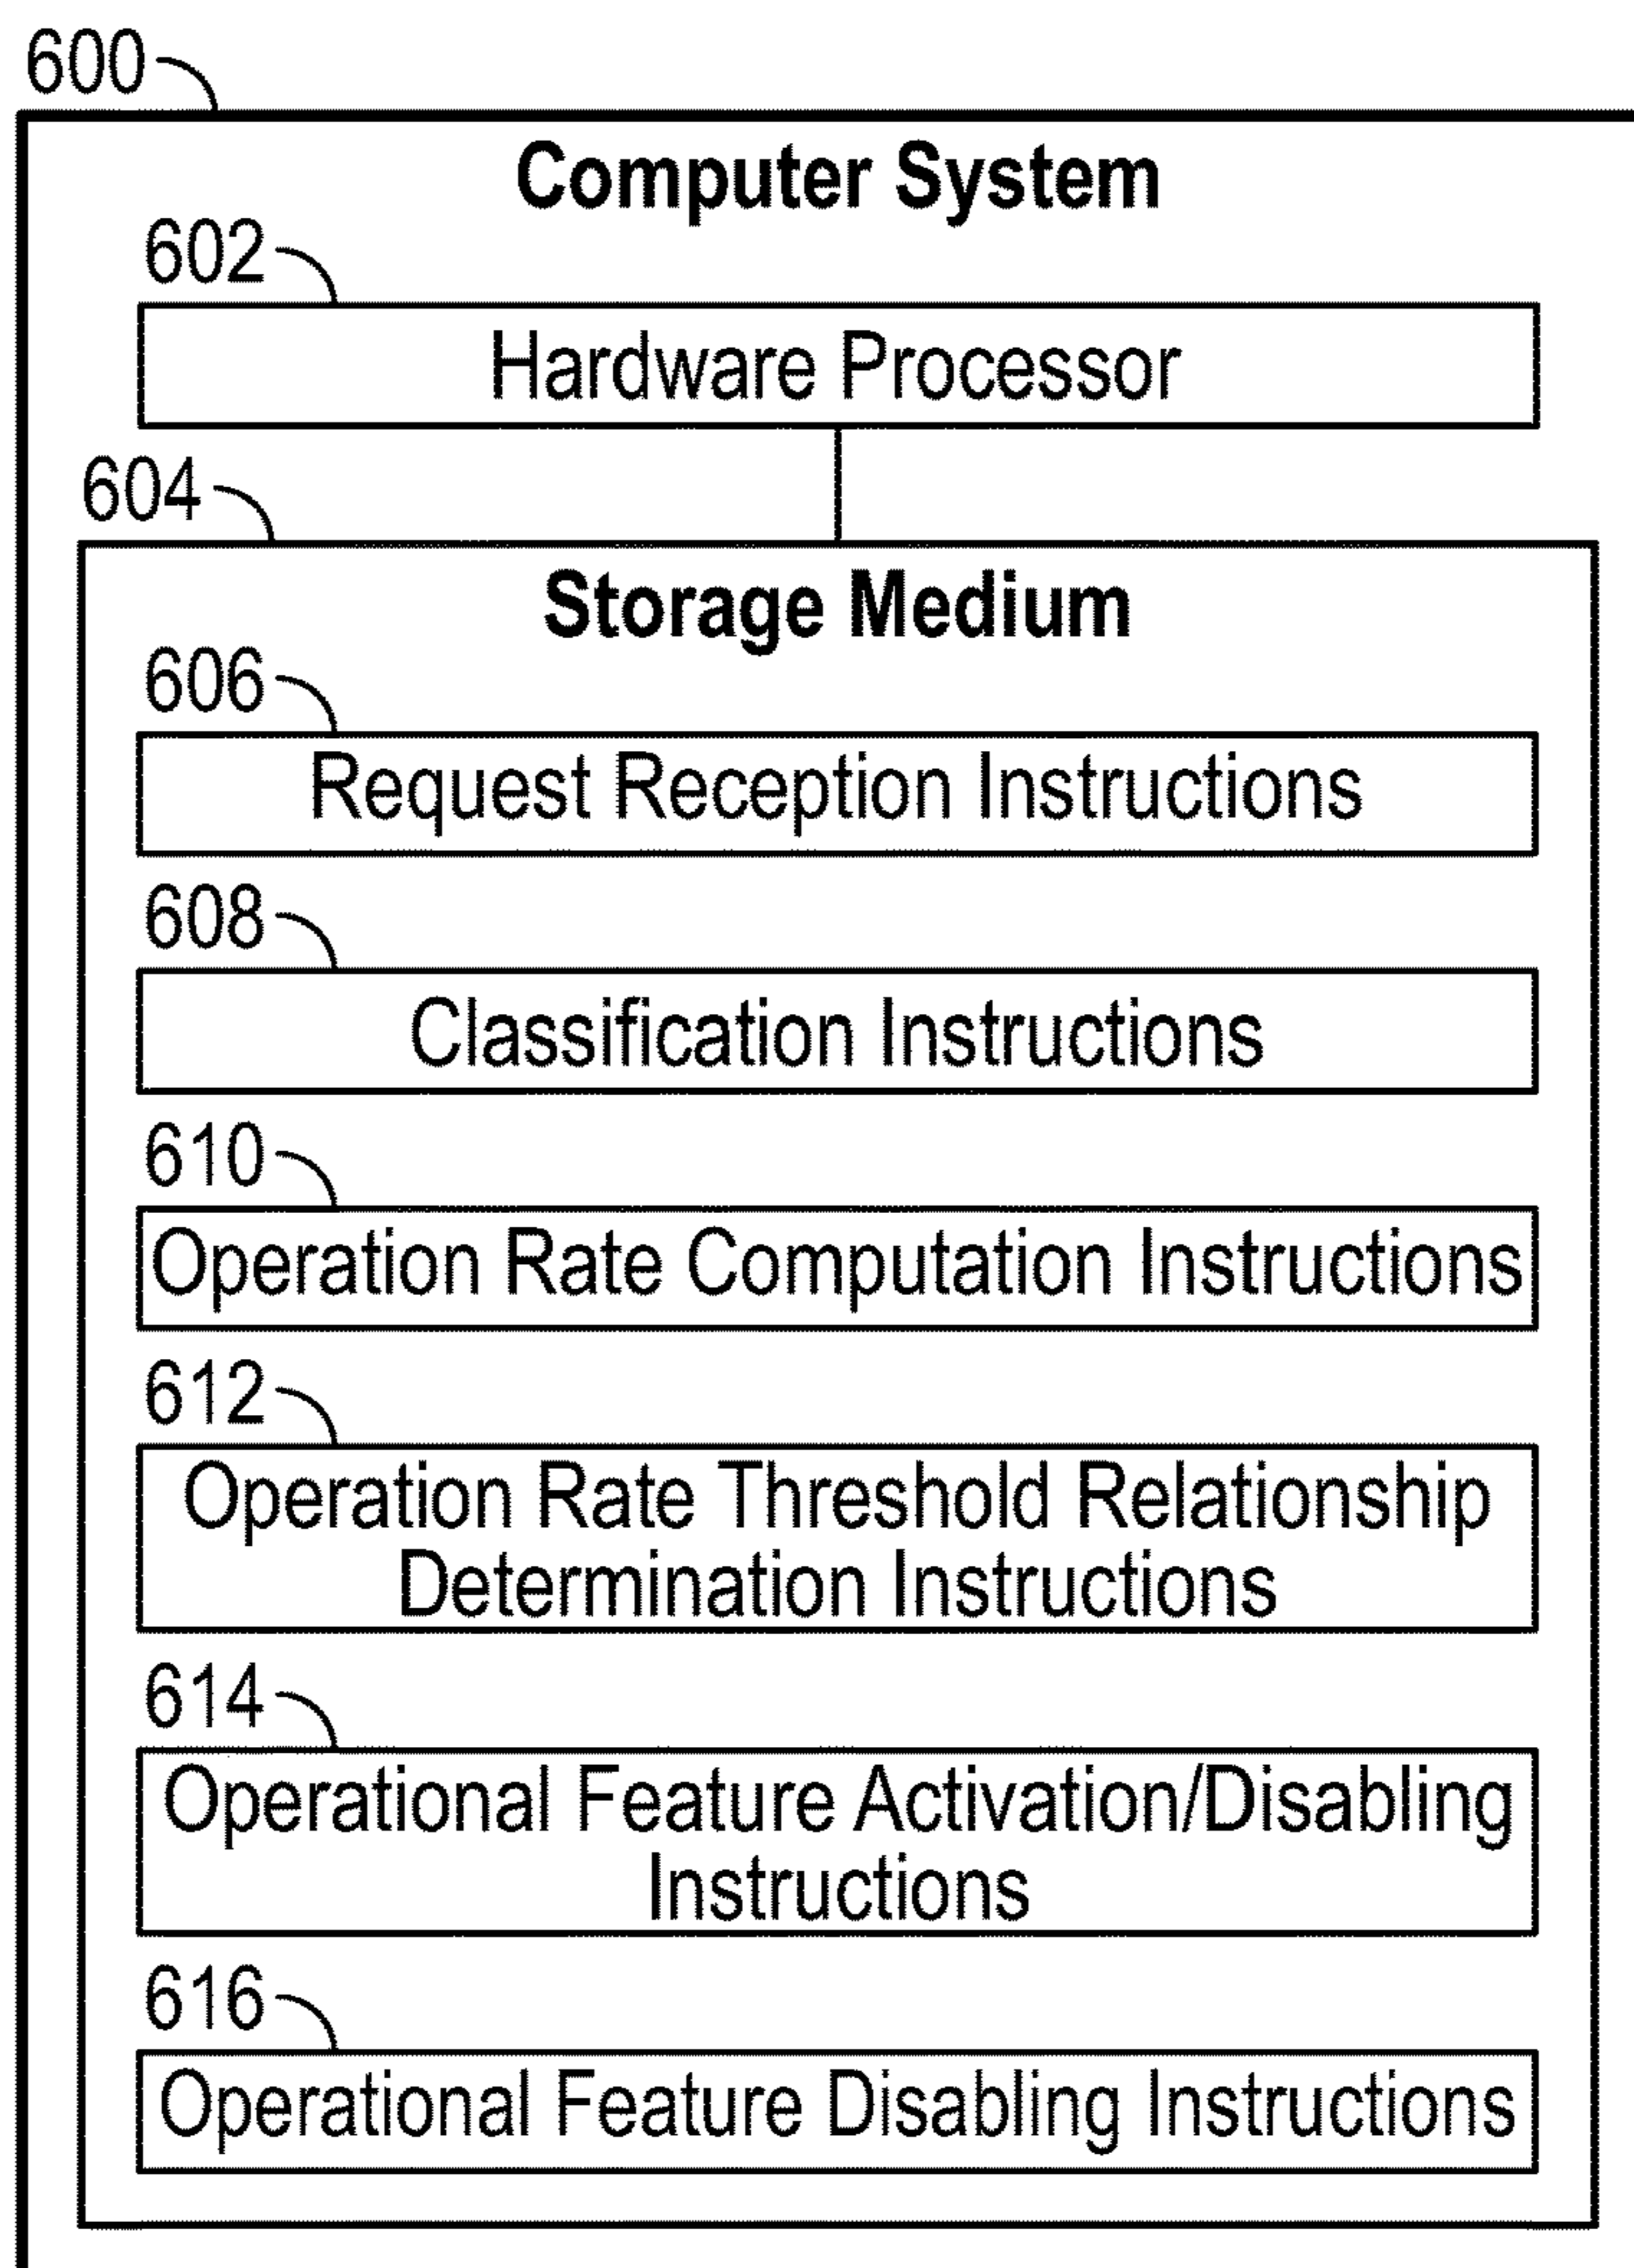 600
Computer System
602
Hardware Processor
604
Storage Medium
606
Request Reception Instructions
608
Classification Instructions
610
Operation Rate Computation Instructions
612
Operation Rate Threshold Relationship
Determination Instructions
614
Operational Feature Activation/Disabling
Instructions
616
Operational Feature Disabling Instructions